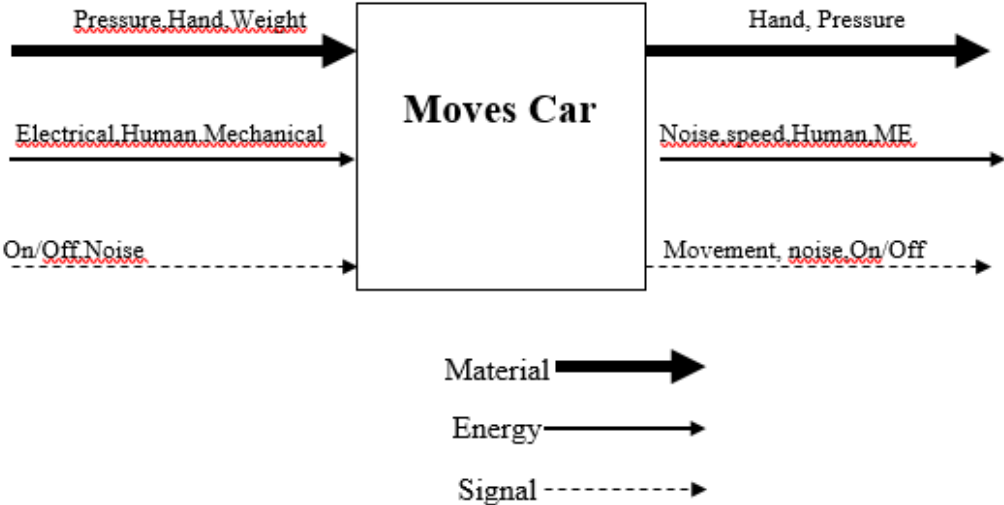 Pressure,Hand,Weight
Hand, Pressure
Moves Car
Electrical,Human,Mechanical
Noise,speed,Human,ME
On/Off,Noise
Movement, noise,On/Off
Material
Energy
Signal